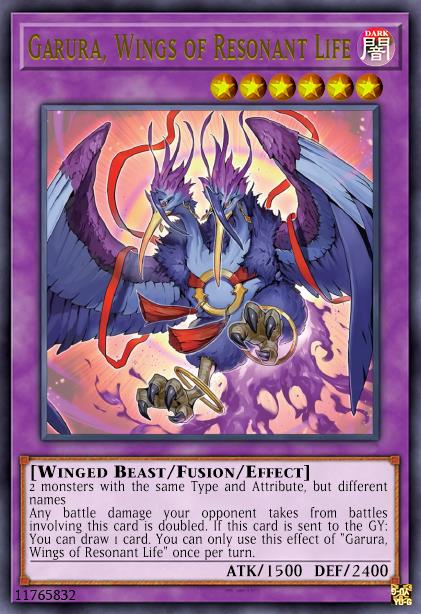 Garura, Wings of Resonant Life
DARK
闇
[Winged Beast/Fusion/Effect]
2 monsters with the same Type and Attribute, but different
names
Any battle damage your opponent takes from battles
involving this card is doubled. If this card is sent to the GY:
You can draw 1 card. You can only use this effect of "Garura,
Wings of Resonant Life" once per turn.
ATK/1500 DEF/2400
11765832